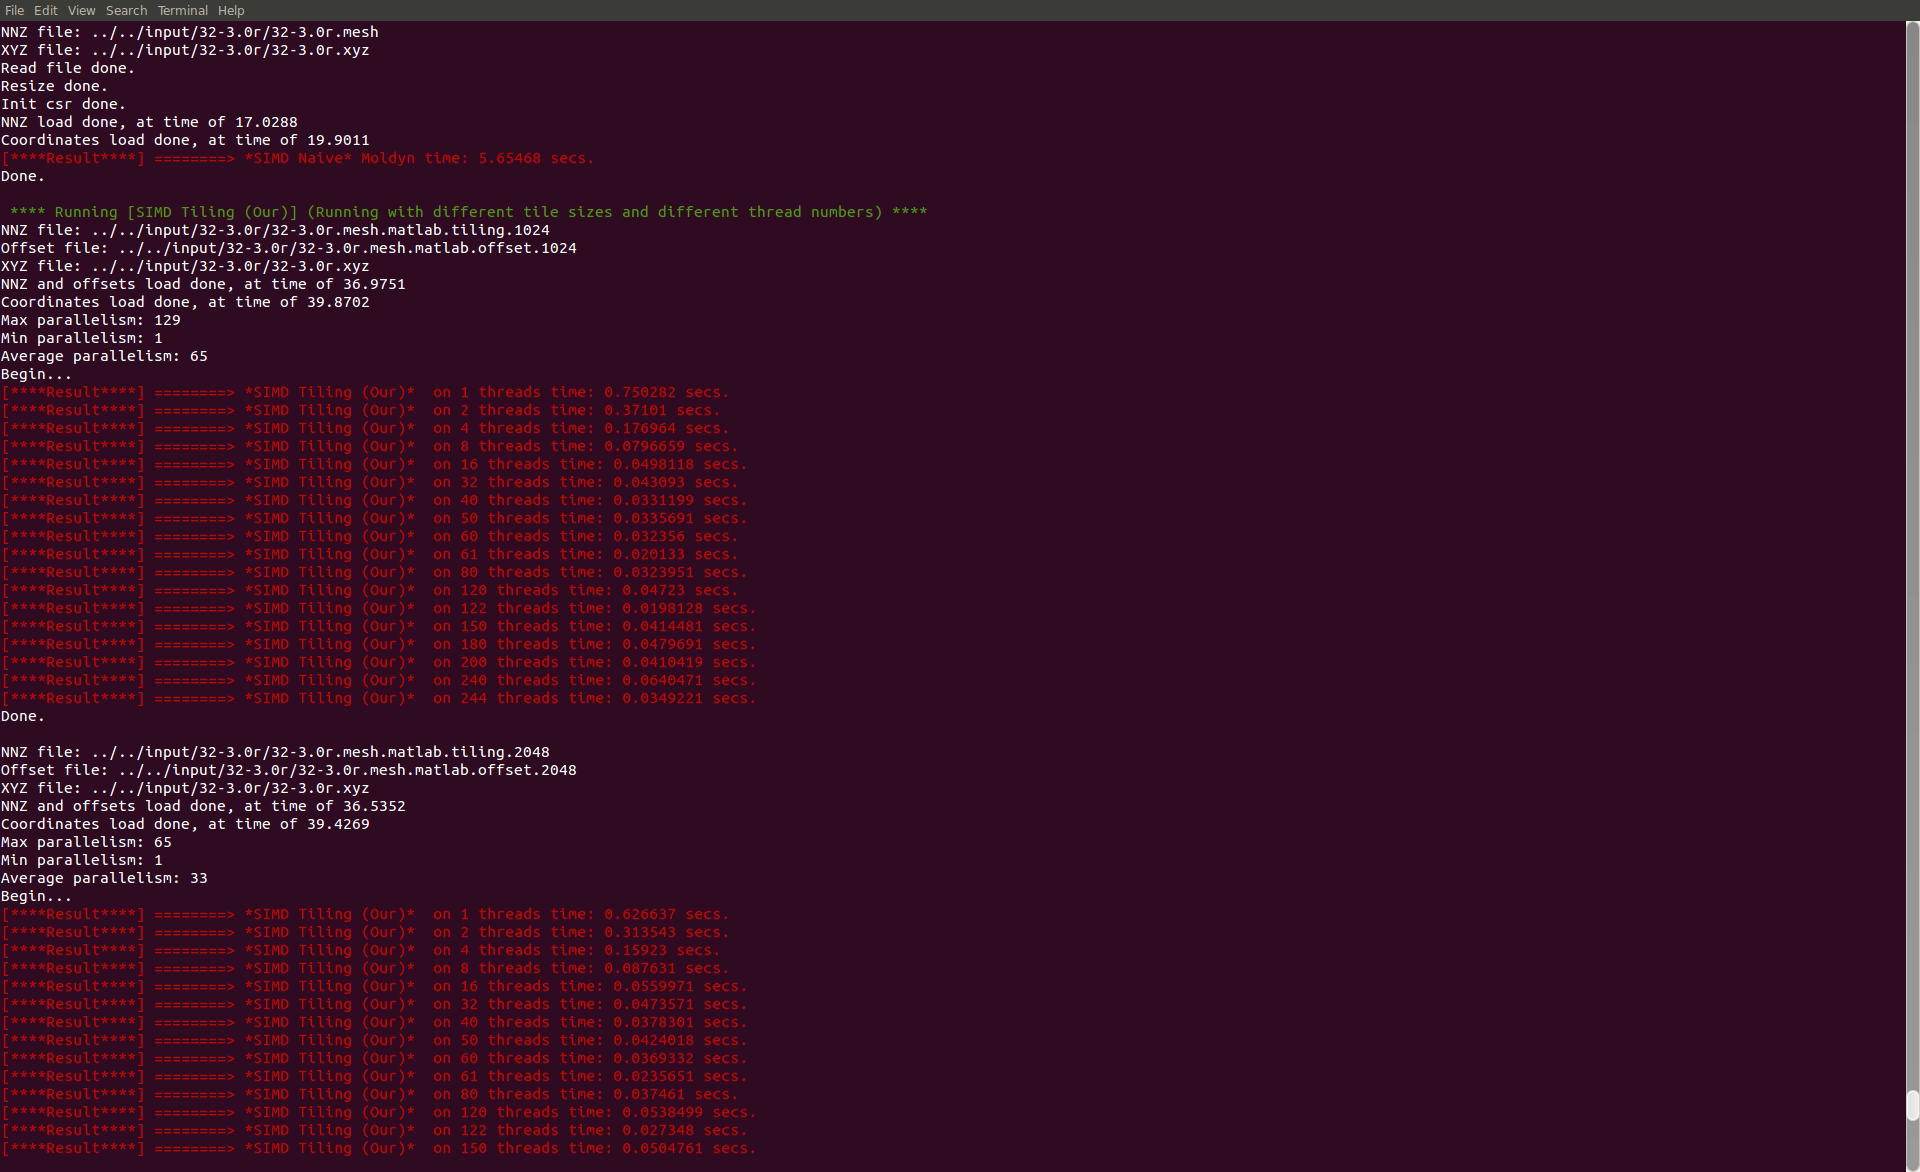 File Edit View Search Terminal Help
NNZ file: ../../input/32-3.0r/32-3.0r.mesh
XYZ file: ../../input/32-3.0r/32-3.0r.xyz
Read file done.
Resize done.
Init csr done.
NNZ load done, at time of 17.0288
Coordinates load done, at time of 19.9011
[****Result****] ========> *SIMD Naive* Moldyn time: 5.65468 secs.
Done.
**** Running [SIMD Tiling (Our)] (Running with different tile sizes and different thread numbers) ****
NNZ file: ../../input/32-3.0r/32-3.0r.mesh.matlab.tiling.1024
Offset file: ../../input/32-3.0r/32-3.0r.mesh.matlab.offset.1024
XYZ file: ../../input/32-3.0r/32-3.0r.xyz
NNZ and offsets load done, at time of 36.9751
Coordinates load done, at time of 39.8702
Max parallelism: 129
Min parallelism: 1
Average parallelism: 65
Begin...
[****Result****] ========> *SIMD Tiling (Our)*  on 1 threads time: 0.750282 secs.
[****Result****] ========> *SIMD Tiling (Our)*  on 2 threads time: 0.37101 secs.
[****Result****] ========> *SIMD Tiling (Our)*  on 4 threads time: 0.176964 secs.
[****Result****] ========> *SIMD Tiling (Our)*  on 8 threads time: 0.0796659 secs.
[****Result****] ========> *SIMD Tiling (Our)*  on 16 threads time: 0.0498118 secs.
[****Result****] ========> *SIMD Tiling (Our)*  on 32 threads time: 0.043093 secs.
[****Result****] ========> *SIMD Tiling (Our)*  on 40 threads time: 0.0331199 secs.
[****Result****] ========> *SIMD Tiling (Our)*  on 50 threads time: 0.0335691 secs.
[****Result****] ========> *SIMD Tiling (Our)*  on 60 threads time: 0.032356 secs.
[****Result****] ========> *SIMD Tiling (Our)*  on 61 threads time: 0.020133 secs.
[****Result****] ========> *SIMD Tiling (Our)*  on 80 threads time: 0.0323951 secs.
[****Result****] ========> *SIMD Tiling (Our)*  on 120 threads time: 0.04723 secs.
[****Result****] ========> *SIMD Tiling (Our)*  on 122 threads time: 0.0198128 secs.
[****Result****] ========> *SIMD Tiling (Our)*  on 150 threads time: 0.0414481 secs.
[****Result****] ========> *SIMD Tiling (Our)*  on 180 threads time: 0.0479691 secs.
[****Result****] ========> *SIMD Tiling (Our)*  on 200 threads time: 0.0410419 secs.
[****Result****] ========> *SIMD Tiling (Our)*  on 240 threads time: 0.0640471 secs.
[****Result****] ========> *SIMD Tiling (Our)*  on 244 threads time: 0.0349221 secs.
Done.
NNZ file: ../../input/32-3.0r/32-3.0r.mesh.matlab.tiling.2048
Offset file: ../../input/32-3.0r/32-3.0r.mesh.matlab.offset.2048
XYZ file: ../../input/32-3.0r/32-3.0r.xyz
NNZ and offsets load done, at time of 36.5352
Coordinates load done, at time of 39.4269
Max parallelism: 65
Min parallelism: 1
Average parallelism: 33
Begin...
[****Result****] ========> *SIMD Tiling (Our)*  on 1 threads time: 0.626637 secs.
[****Result****] ========> *SIMD Tiling (Our)*  on 2 threads time: 0.313543 secs.
[****Result****] ========> *SIMD Tiling (Our)*  on 4 threads time: 0.15923 secs.
[****Result****] ========> *SIMD Tiling (Our)*  on 8 threads time: 0.087631 secs.
[****Result****] ========> *SIMD Tiling (Our)*  on 16 threads time: 0.0559971 secs.
[****Result****] ========> *SIMD Tiling (Our)*  on 32 threads time: 0.0473571 secs.
[****Result****] ========> *SIMD Tiling (Our)*  on 40 threads time: 0.0378301 secs.
[****Result****] ========> *SIMD Tiling (Our)*  on 50 threads time: 0.0424018 secs.
[****Result****] ========> *SIMD Tiling (Our)*  on 60 threads time: 0.0369332 secs.
[****Result****] ========> *SIMD Tiling (Our)*  on 61 threads time: 0.0235651 secs.
[****Result****] ========> *SIMD Tiling (Our)*  on 80 threads time: 0.037461 secs.
[****Result****] ========> *SIMD Tiling (Our)*  on 120 threads time: 0.0538499 secs.
[****Result****] ========> *SIMD Tiling (Our)*  on 122 threads time: 0.027348 secs.
[****Result****] ========> *SIMD Tiling (Our)*  on 150 threads time: 0.0504761 secs.